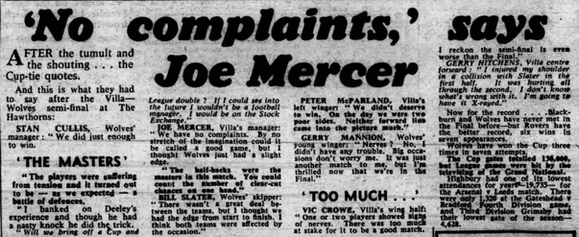 'No complaints,' says
Joe Mercer
AFTER the tumult and
the shouting . . . the
Cup-tie quotes.
And this is what they had
to say after the Villa—
Wolves semi-final at The
Hawthorns:
STAN CULLIS, Wolves'
manager: "We did just enough
to win.
'THE MASTERS'
"The players were suffering
from tension and it turned out
to be — as we expected — a
battle of defences.
"I banked on Deeley's
experience and though he had
a nasty knock he did the trick.
"Will we bring off a Cup and
League double? If I could see into
the future I wouldn't be a football
manager, I would be on the Stock
Exchange."
JOE MERCER, Villa's manager:
"We have no complaints. By no
stretch of the imagination could it
be called a good game, but I
thought Wolves just had a slight
edge.
"The half-backs were the
masters in this match. You could
count the number of clear-cut
chances on one hand."
BILL SLATER, Wolves' skipper:
"There wasn't a great deal
between the teams, but I thought we
had the edge from start to finish. I
think both teams were affected by
the occasion."
PETER McPARLAND, Villa's
left winger: "We didn't deserve
to win. On the day we were two
poor sides. Neither forward line
came into the picture much."
GERRY MANNION, Wolves'
young winger: "Nerves? No, I
didn't have any trouble. Big occasions
don't worry me. It was just
another match to me, but I'm
thrilled now that we're in the
Final."
TOO MUCH
VIC CROWE, Villa's wing half:
"One or two players showed signs
of nerves. There was too much
at stake for it to be a good match.
I reckon the semi-final is even
worse than the Final."
GERRY HITCHENS, Villa centre
forward: "I injured my shoulder
in a collision with Slater in the
first half. It was hurting all
through the second, I don't know
what's wrong with it. I'm going to
have it X-rayed."
Now for the record . . . Blackburn
and Wolves have never met in
the Final before—but Rovers have
the better record, six wins in
seven appearances.
Wolves have won the Cup three
times in seven attempts.
The Cup gates totalled
League games were hit by the
televising of the Grand National.
Highbury had one of its lowest
attendances for years—19,735— for
the Arsenal v Leeds match. There
were only 1,320 at the Gateshead v
Bradford Fourth Division game,
and Third Division Grimsby had
their lowest gate of the season—
4,628.